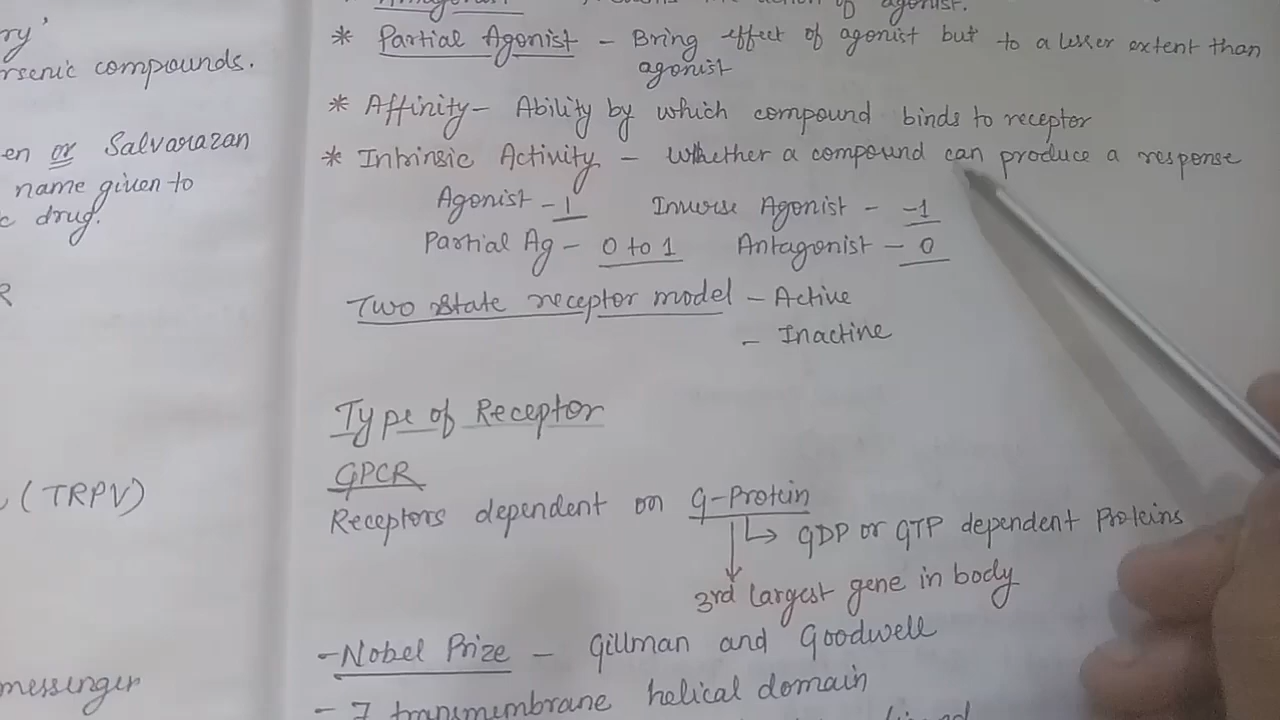 ry'
rsenic compounds.
en or Salvarazan
name given to
c drug.
R
(TRPV)
messenger
the action of agonist.
* Partial Agonist - Bring effect of agonist but to a lesser extent than
agonist
* Affinity - Ability by which compound binds to receptor
* Intrinsic Activity - Whether a compound can produce a response
Agonist - 1 Inverse Agonist - -1
Partial Ag - 0 to 1 Antagonist - 0
Two state receptor model - Active
- Inactive
Type of Receptor
GPCR
Receptors dependent on G-Protein
↳ GDP or GTP dependent Proteins
3rd largest gene in body
- Nobel Prize - Gillman and Goodwell
- 7 transmembrane helical domain